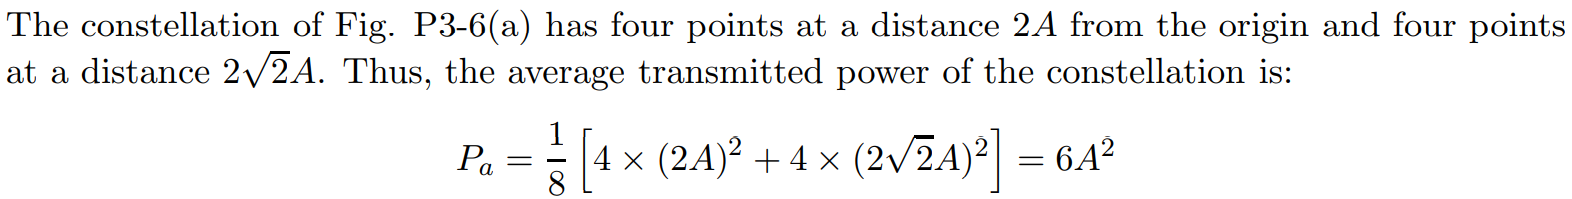 The constellation of Fig. P3-6(a) has four points at a distance 2A from the origin and four points
at a distance 2√2A. Thus, the average transmitted power of the constellation is:
Pₐ = 1/8 [4 × (2A)² + 4 × (2√2A)²] = 6A²